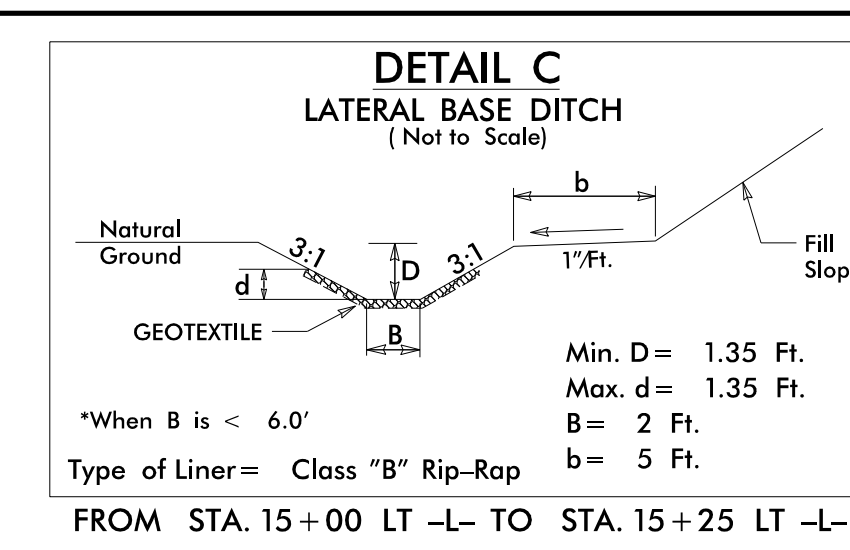 DETAIL C
LATERAL BASE DITCH
( Not to Scale)
b
Natural
Ground
3:1
3:1
D
d
1"/Ft.
Fill
Slop
GEOTEXTILE
B
Min. D= 1.35 Ft.
Max. d= 1.35 Ft.
*When B is < 6.0'
B= 2 Ft.
b= 5 Ft.
Type of Liner= Class "B" Rip-Rap
FROM STA. 15+00 LT -L- TO STA. 15+25 LT -L-